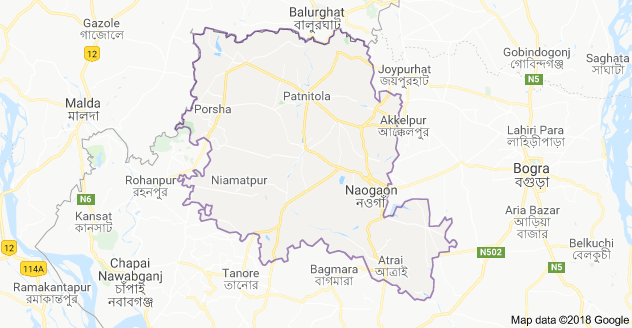 Balurghat
বালুরঘাট
Gazole
গাজোলে
12
Gobindogonj
গোবিন্দগঞ্জ
Saghata
সাঘাটা
Joypurhat
জয়পুরহাট
N5
Malda
মালদা
Patnitola
Porsha
Akkelpur
আক্কেলপুর
Lahiri Para
লাহিড়ীপাড়া
Bogra
বগুড়া
Rohanpur
রহনপুর
Niamatpur
N6
Naogaon
নওগাঁ
Kansat
কানসাট
Aria Bazar
আড়িয়া
বাজার
Belkuchi
বেলকুচী
12
N502
N5
114A
Chapai
Nawabganj
চাঁপাই
নবাবগঞ্জ
Tanore
তানোর
Bagmara
বাগমারা
Atrai
আত্রাই
Ramakantapur
রমাকান্তপুর
Map data ©2018 Google